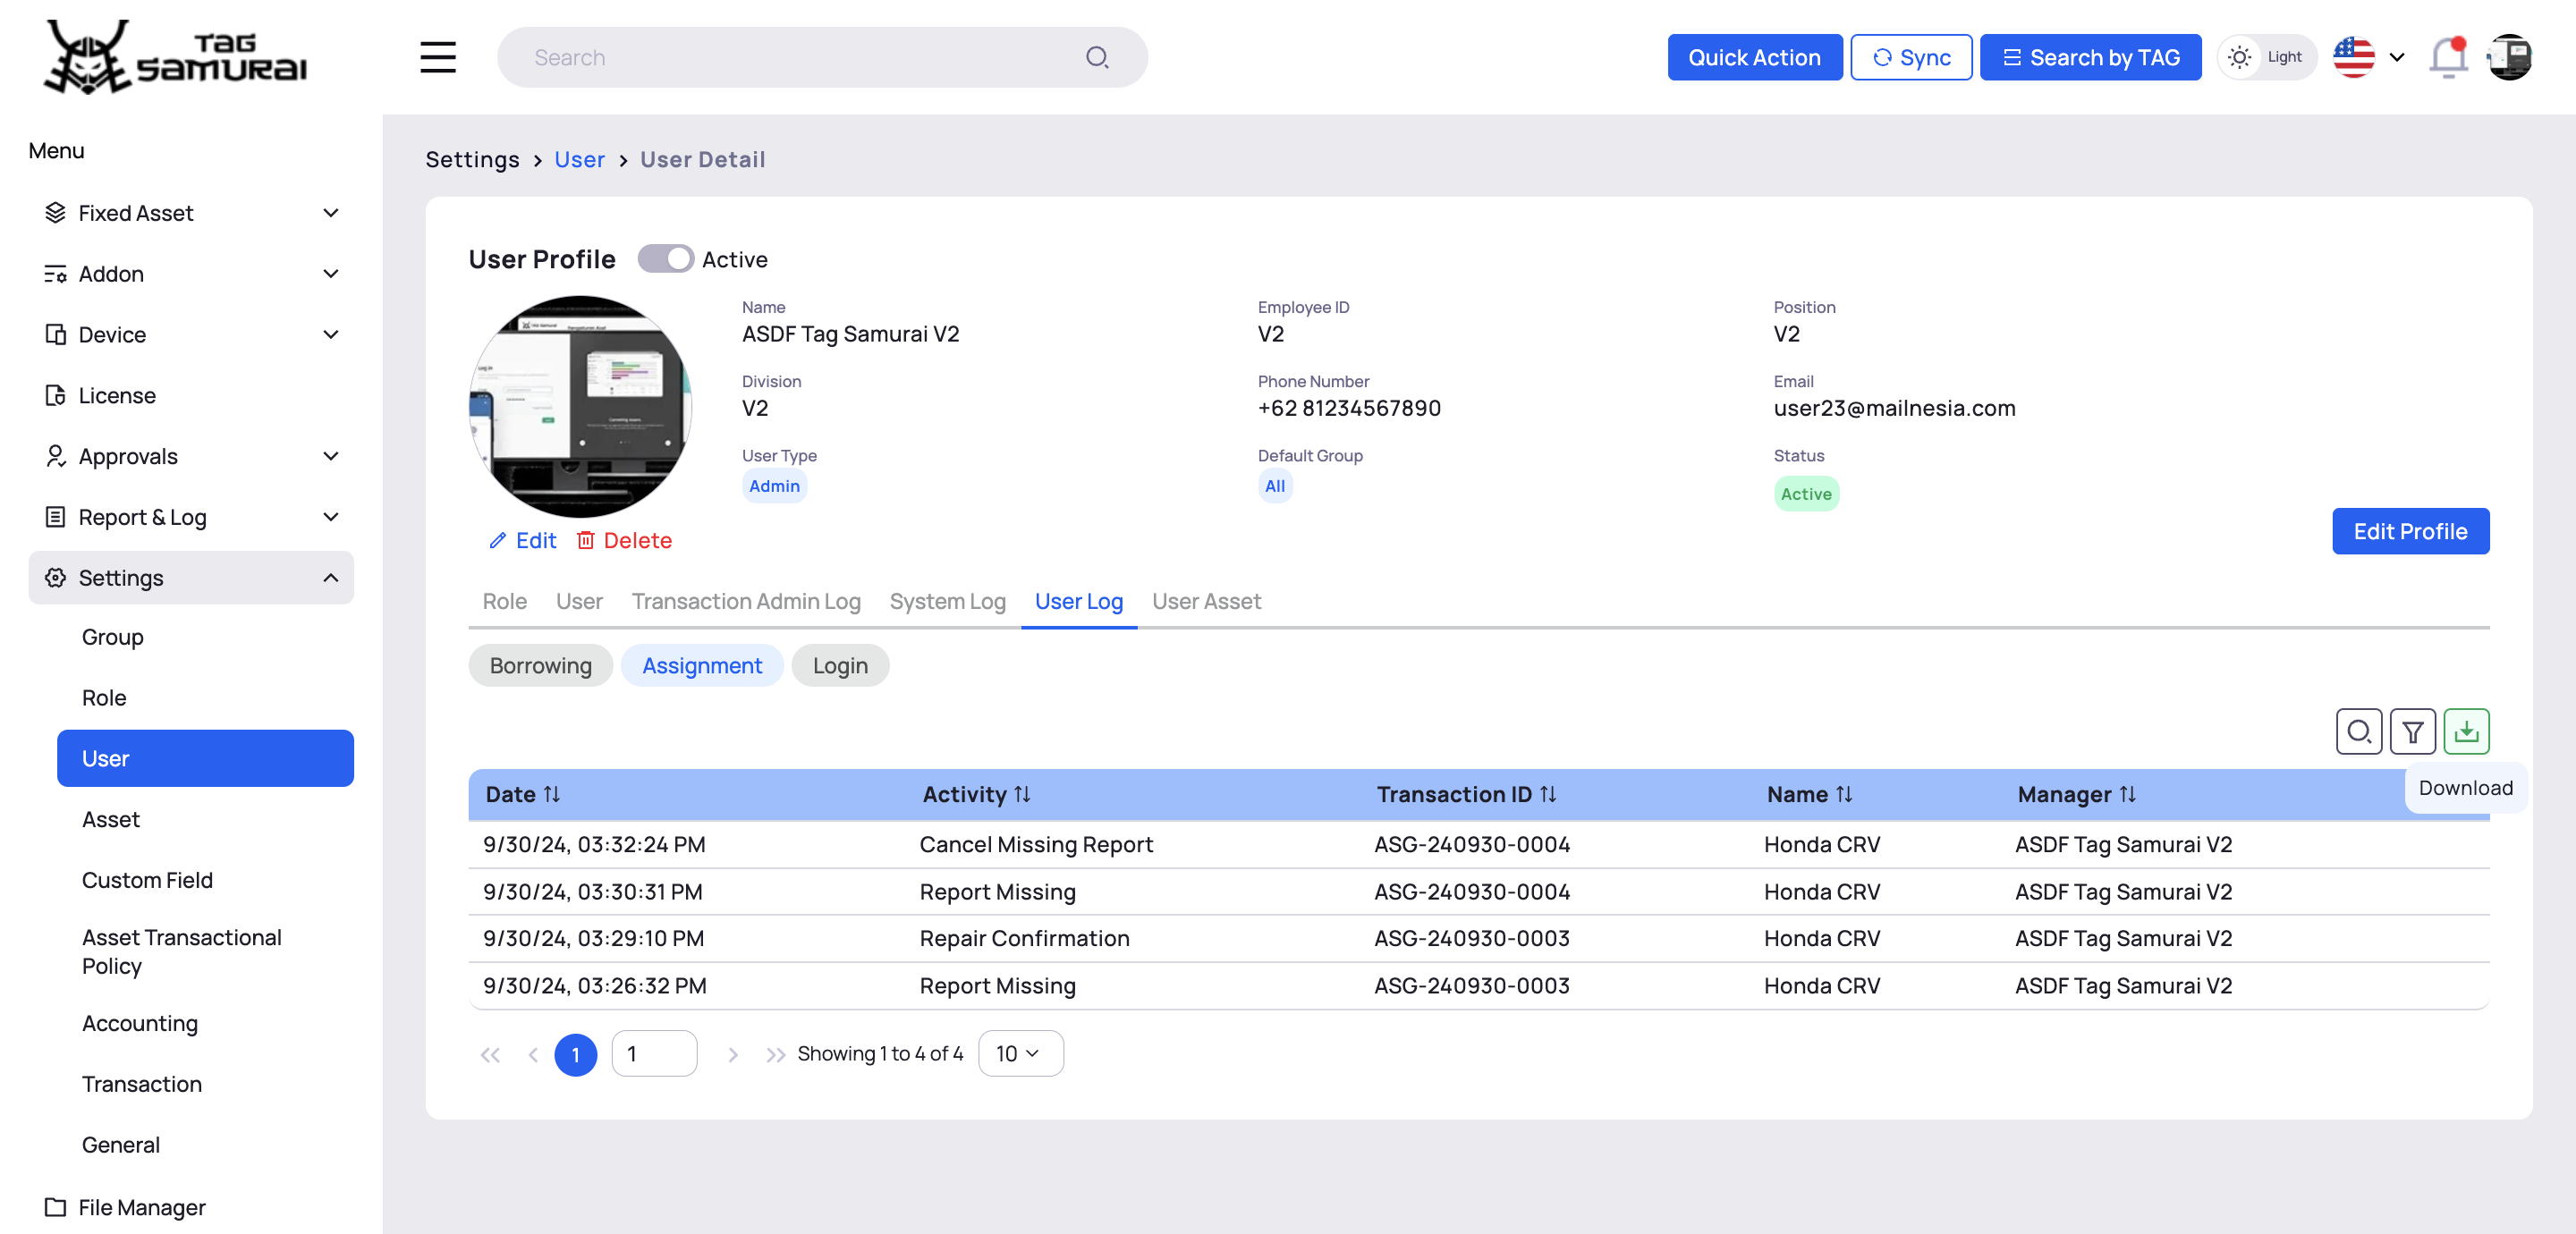 TAG SAMURAI
Search
Quick Action
Sync
Search by TAG
Light
Menu
Fixed Asset
Addon
Device
License
Approvals
Report & Log
Settings
Group
Role
User
Asset
Custom Field
Asset Transactional
Policy
Accounting
Transaction
General
File Manager
Settings > User > User Detail
User Profile Active
Name
ASDF Tag Samurai V2
Employee ID
V2
Position
V2
Division
V2
Phone Number
+62 81234567890
Email
user23@mailnesia.com
User Type
Admin
Default Group
All
Status
Active
Edit Delete
Edit Profile
Role User Transaction Admin Log System Log User Log User Asset
Borrowing Assignment Login
Download
Date Activity Transaction ID Name Manager
9/30/24, 03:32:24 PM Cancel Missing Report ASG-240930-0004 Honda CRV ASDF Tag Samurai V2
9/30/24, 03:30:31 PM Report Missing ASG-240930-0004 Honda CRV ASDF Tag Samurai V2
9/30/24, 03:29:10 PM Repair Confirmation ASG-240930-0003 Honda CRV ASDF Tag Samurai V2
9/30/24, 03:26:32 PM Report Missing ASG-240930-0003 Honda CRV ASDF Tag Samurai V2
1 1 Showing 1 to 4 of 4 10